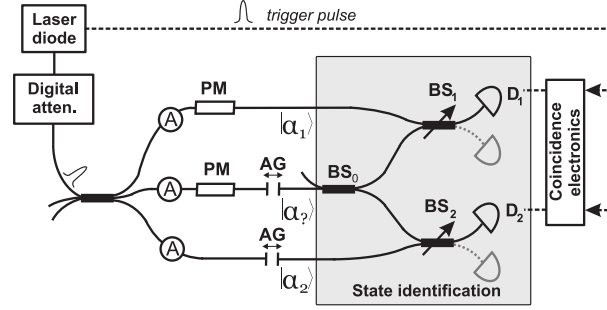 Laser
diode
trigger pulse
Digital
atten.
PM
A
|α₁⟩
BS₁
D₁
A
PM
AG
|α?⟩
BS₀
Coincidence
electronics
A
AG
|α₂⟩
BS₂
D₂
State identification